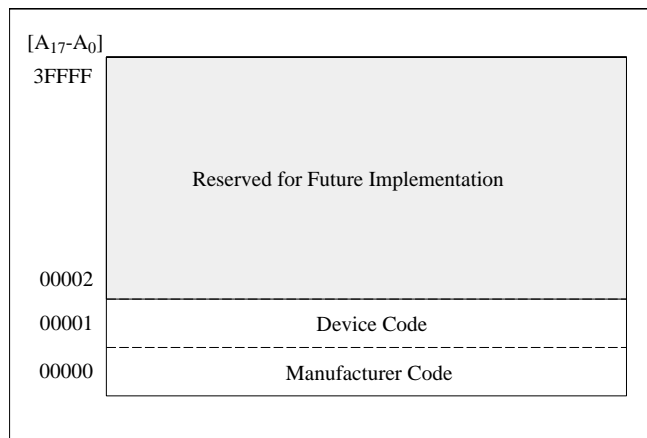 [A17-A0]
3FFFF
Reserved for Future Implementation
00002
00001 Device Code
00000 Manufacturer Code